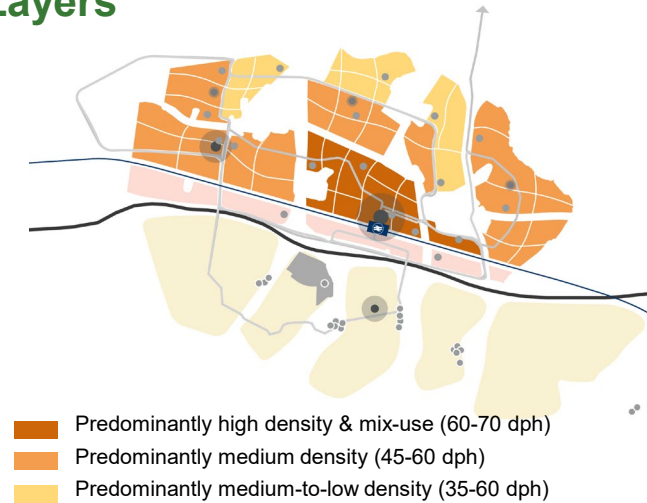 Layers
Predominantly high density & mix-use (60-70 dph)
Predominantly medium density (45-60 dph)
Predominantly medium-to-low density (35-60 dph)